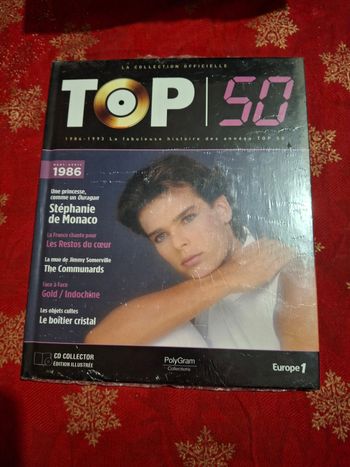 LA COLLECTION OFFICIELLE
TOP 50
1984-1993 La fabuleuse histoire des années TOP 50
1986
Une princesse,
comme un Ouragan
Stéphanie
de Monaco
La France chante pour
Les Restos du cœur
La mue de Jimmy Somerville
The Communards
Face à Face
Gold / Indochine
Les objets cultes
Le boîtier cristal
CD COLLECTOR
ÉDITION ILLUSTRÉE
PolyGram
Collections
Europe 1